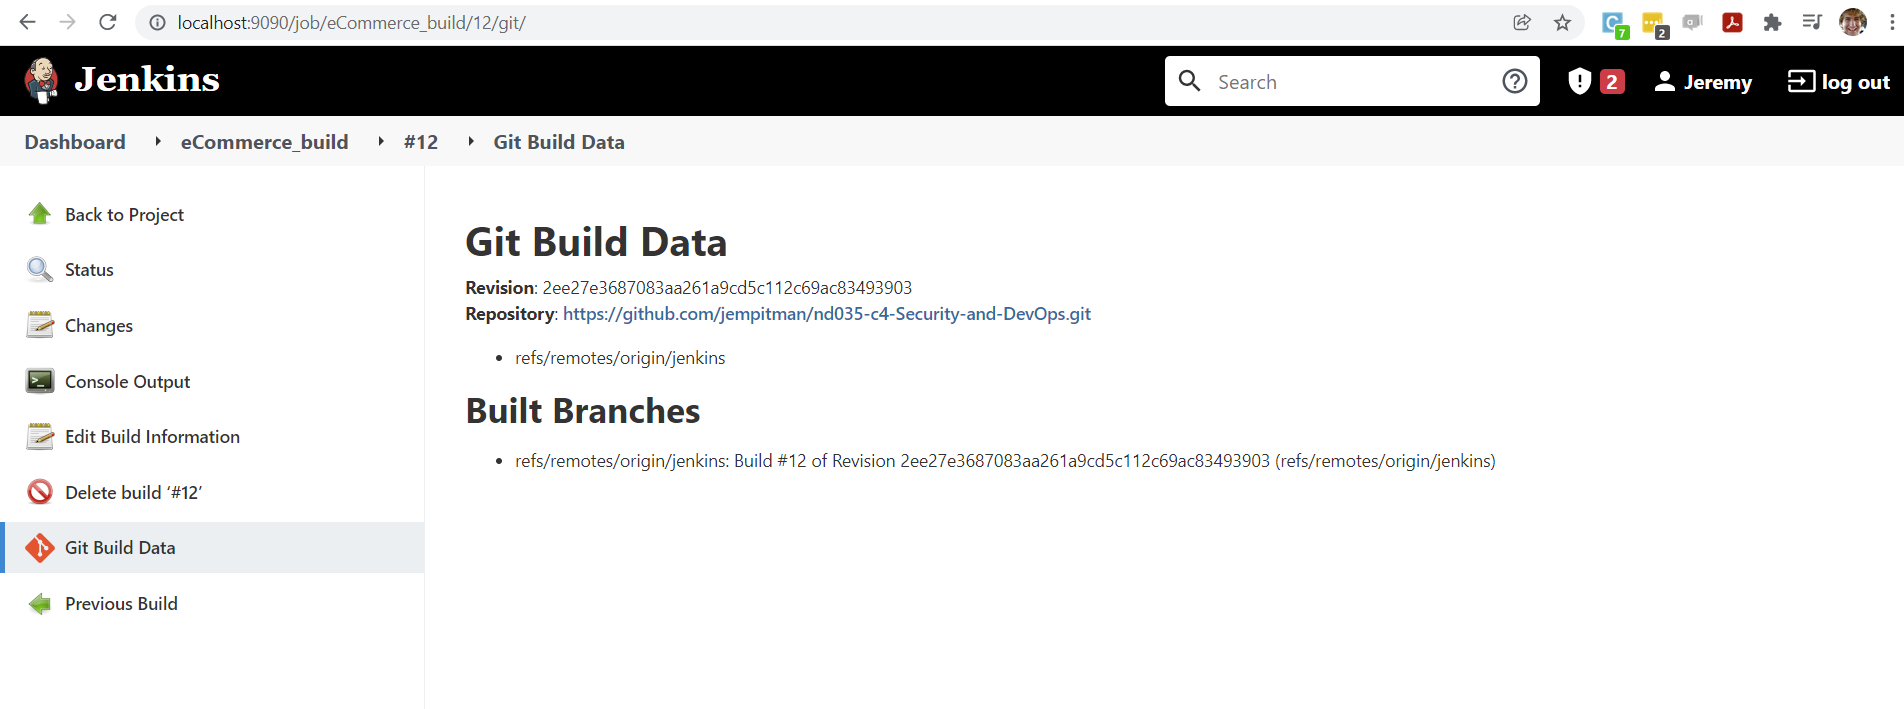 localhost:9090/job/eCommerce_build/12/git/
7
2
Jenkins
Search
2
Jeremy
log out
Dashboard
eCommerce_build
#12
Git Build Data
Back to Project
Status
Changes
Console Output
Edit Build Information
Delete build ‘#12’
Git Build Data
Previous Build
Git Build Data
Revision: 2ee27e3687083aa261a9cd5c112c69ac83493903
Repository: https://github.com/jempitman/nd035-c4-Security-and-DevOps.git
• refs/remotes/origin/jenkins
Built Branches
• refs/remotes/origin/jenkins: Build #12 of Revision 2ee27e3687083aa261a9cd5c112c69ac83493903 (refs/remotes/origin/jenkins)